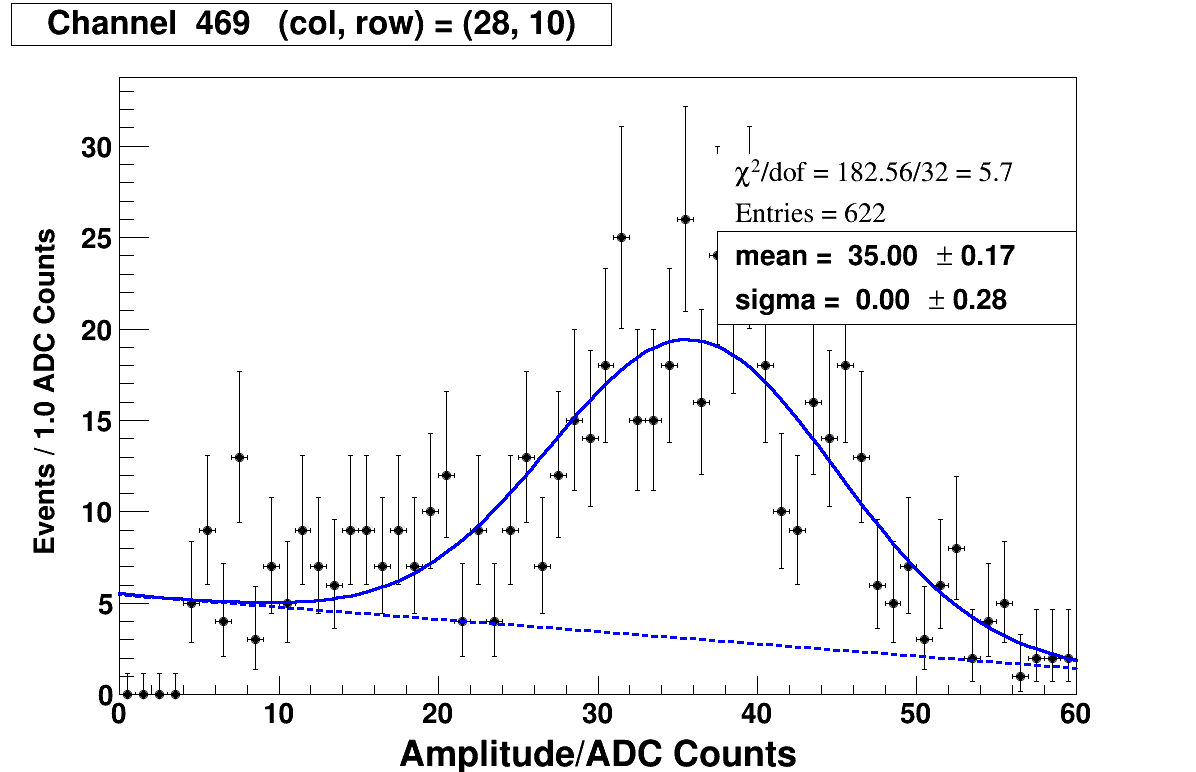 Channel 469 (col, row) = (28, 10)
χ²/dof = 182.56/32 = 5.7
Entries = 622
mean = 35.00 ± 0.17
sigma = 0.00 ± 0.28
Events / 1.0 ADC Counts
30
25
20
15
10
5
0
0 10 20 30 40 50 60
Amplitude/ADC Counts